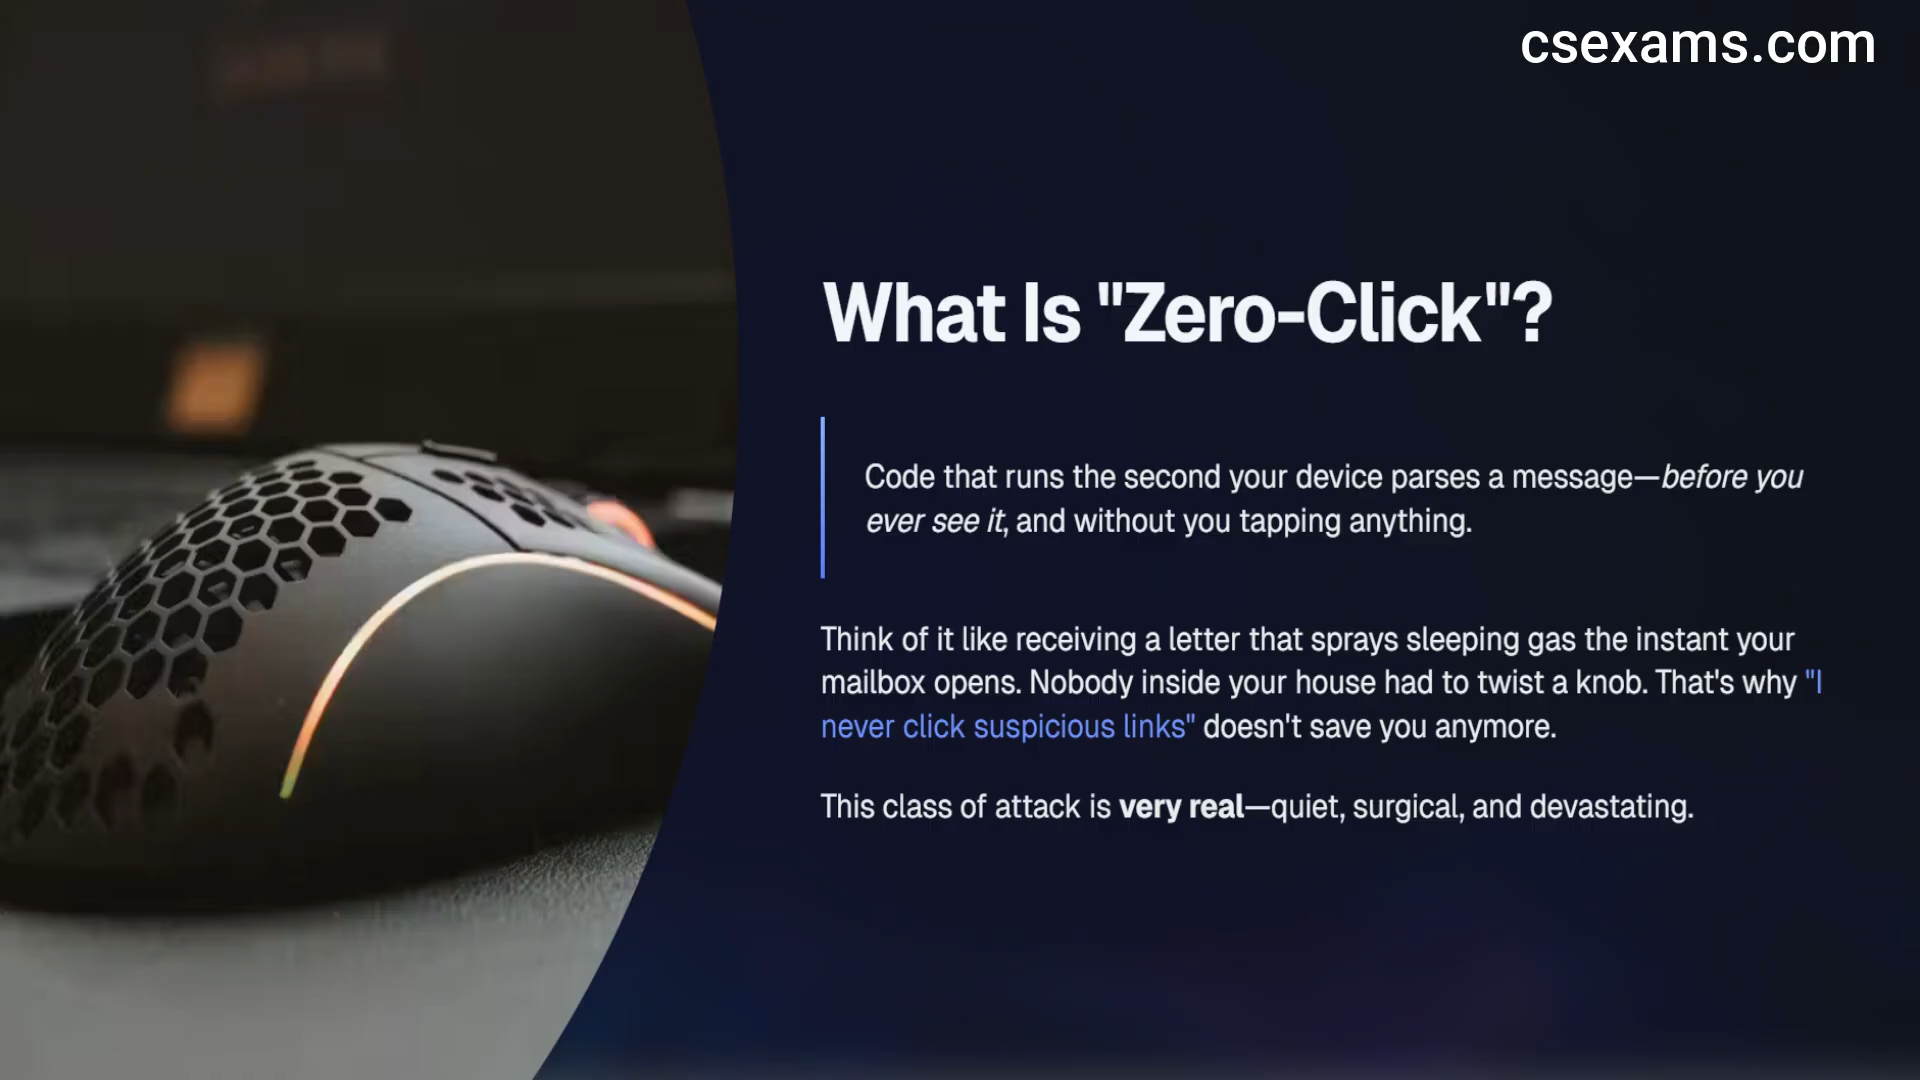 csexams.com
What Is "Zero-Click"?
Code that runs the second your device parses a message—before you
ever see it, and without you tapping anything.
Think of it like receiving a letter that sprays sleeping gas the instant your
mailbox opens. Nobody inside your house had to twist a knob. That's why "I
never click suspicious links" doesn't save you anymore.
This class of attack is very real—quiet, surgical, and devastating.